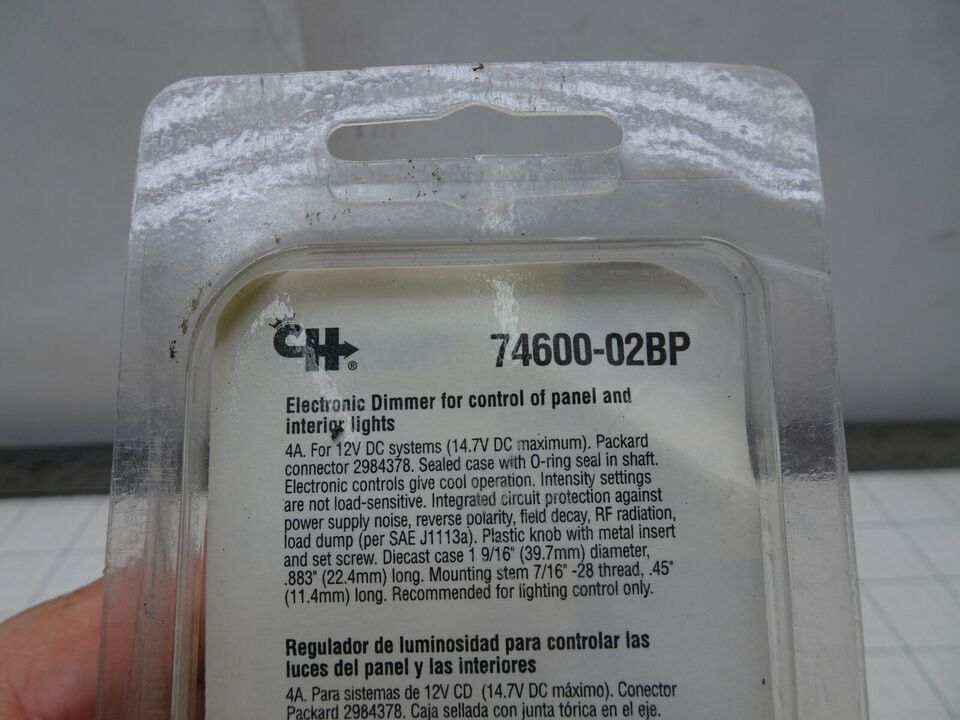 CH®
74600-02BP
Electronic Dimmer for control of panel and
interior lights
4A. For 12V DC systems (14.7V DC maximum). Packard
connector 2984378. Sealed case with O-ring seal in shaft.
Electronic controls give cool operation. Intensity settings
are not load-sensitive. Integrated circuit protection against
power supply noise, reverse polarity, field decay, RF radiation,
load dump (per SAE J1113a). Plastic knob with metal insert
and set screw. Diecast case 1 9/16" (39.7mm) diameter,
.883" (22.4mm) long. Mounting stem 7/16" -28 thread, .45"
(11.4mm) long. Recommended for lighting control only.
Regulador de luminosidad para controlar las
luces del panel y las interiores
4A. Para sistemas de 12V CD (14.7V DC máximo). Conector
Packard 2984378. Caja sellada con junta tórica en el eje.